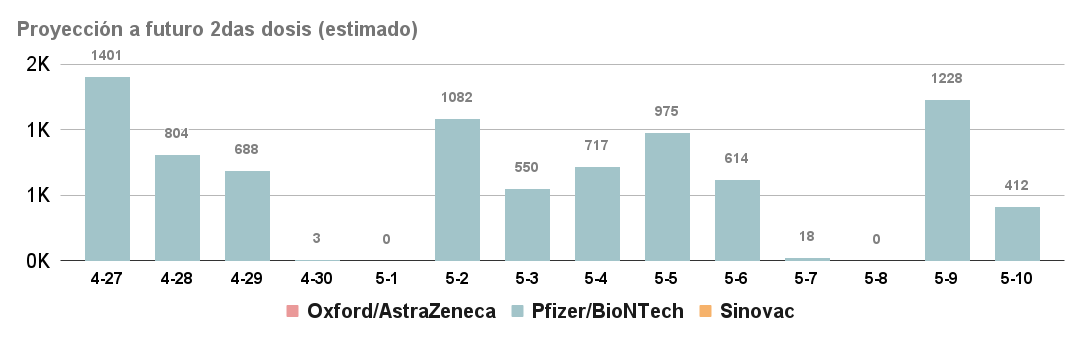 Proyección a futuro 2das dosis (estimado)
2K
1K
1K
0K
1401
804
688
3
0
1082
550
717
975
614
18
0
1228
412
4-27 4-28 4-29 4-30 5-1 5-2 5-3 5-4 5-5 5-6 5-7 5-8 5-9 5-10
Oxford/AstraZeneca Pfizer/BioNTech Sinovac